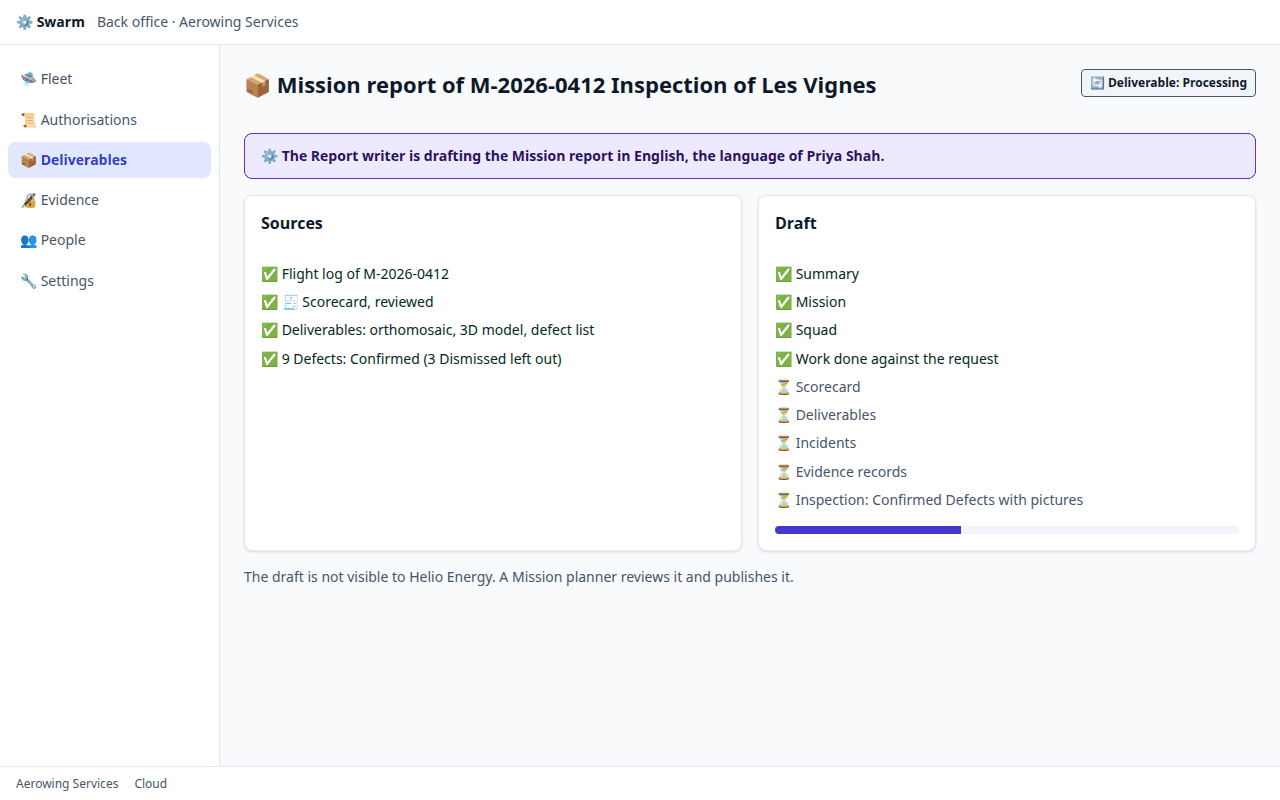 ⚙️ Swarm Back office · Aerowing Services
🛸 Fleet
📜 Authorisations
📦 Deliverables
🔏 Evidence
👥 People
🔧 Settings
📦 Mission report of M-2026-0412 Inspection of Les Vignes
🔄 Deliverable: Processing
⚙️ The Report writer is drafting the Mission report in English, the language of Priya Shah.
Sources
✅ Flight log of M-2026-0412
✅ 🧾 Scorecard, reviewed
✅ Deliverables: orthomosaic, 3D model, defect list
✅ 9 Defects: Confirmed (3 Dismissed left out)
Draft
✅ Summary
✅ Mission
✅ Squad
✅ Work done against the request
⏳ Scorecard
⏳ Deliverables
⏳ Incidents
⏳ Evidence records
⏳ Inspection: Confirmed Defects with pictures
The draft is not visible to Helio Energy. A Mission planner reviews it and publishes it.
Aerowing Services Cloud